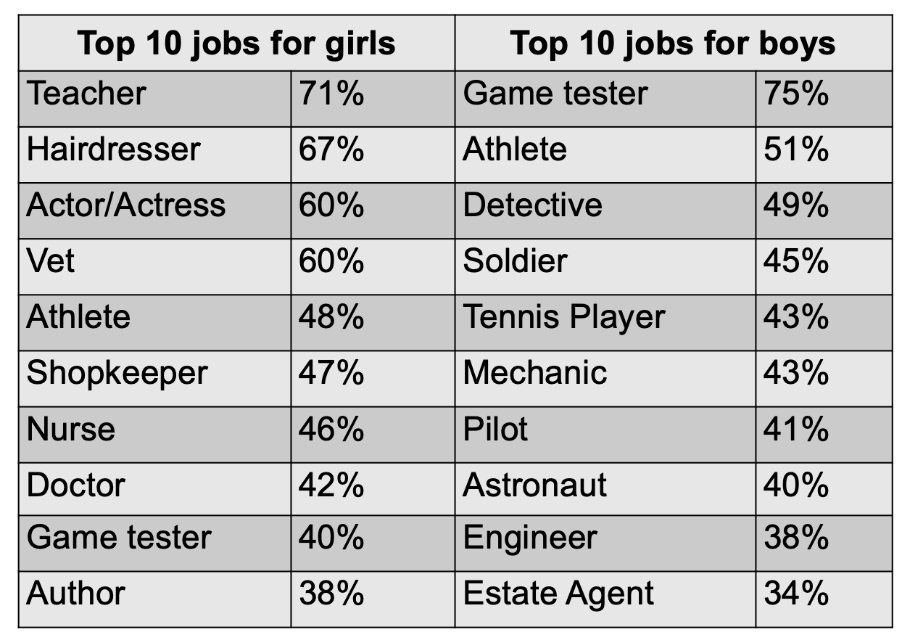 Top 10 jobs for girls Top 10 jobs for boys
Teacher 71% Game tester 75%
Hairdresser 67% Athlete 51%
Actor/Actress 60% Detective 49%
Vet 60% Soldier 45%
Athlete 48% Tennis Player 43%
Shopkeeper 47% Mechanic 43%
Nurse 46% Pilot 41%
Doctor 42% Astronaut 40%
Game tester 40% Engineer 38%
Author 38% Estate Agent 34%